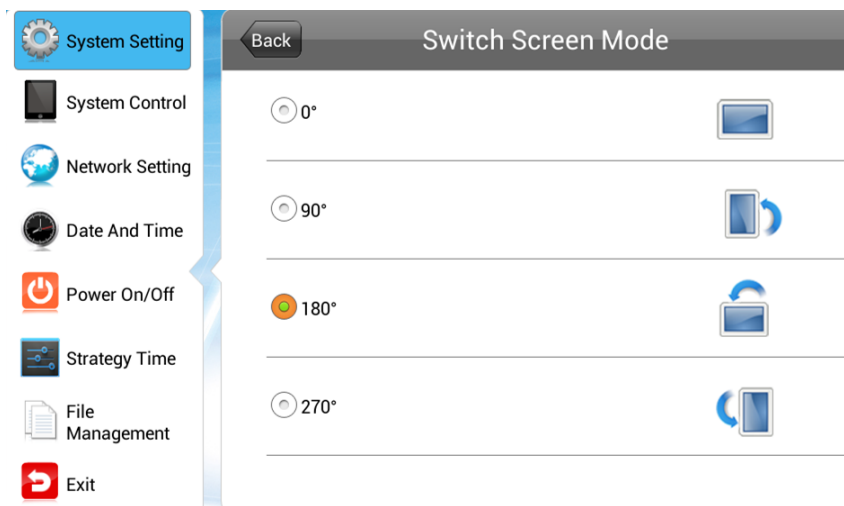 System Setting
System Control
Network Setting
Date And Time
Power On/Off
Strategy Time
File
Management
Exit
Back
Switch Screen Mode
0°
90°
180°
270°